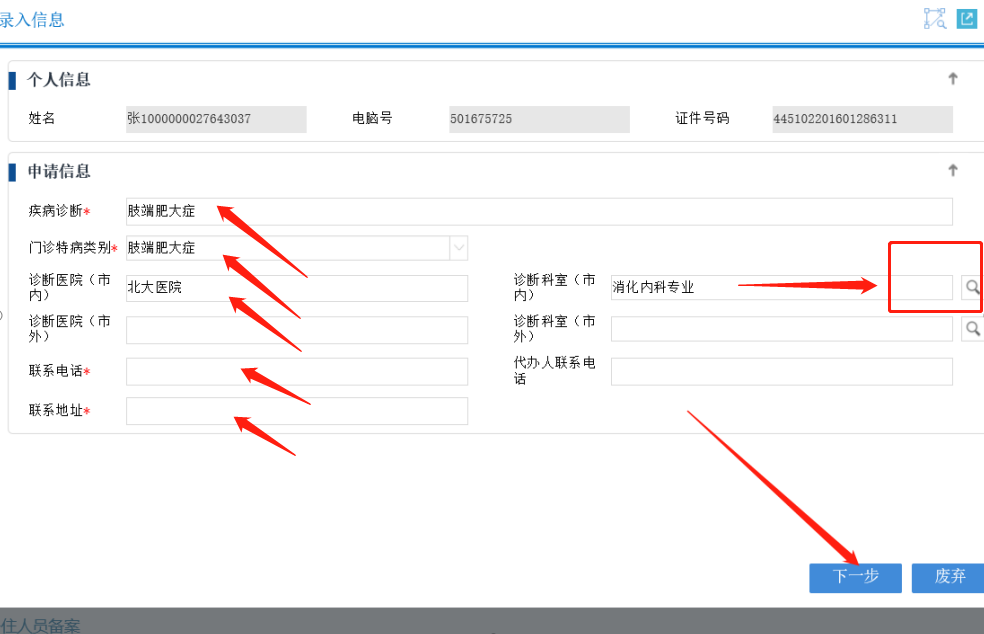 录入信息
个人信息
姓名 张1000000027643037 电脑号 501675725 证件号码 445102201601286311
申请信息
疾病诊断* 肢端肥大症
门诊特病类别* 肢端肥大症
诊断医院（市内） 北大医院 诊断科室（市内） 消化内科专业
诊断医院（市外） 诊断科室（市外）
联系电话* 代办人联系电话
联系地址*
下一步 废弃
住人员备案